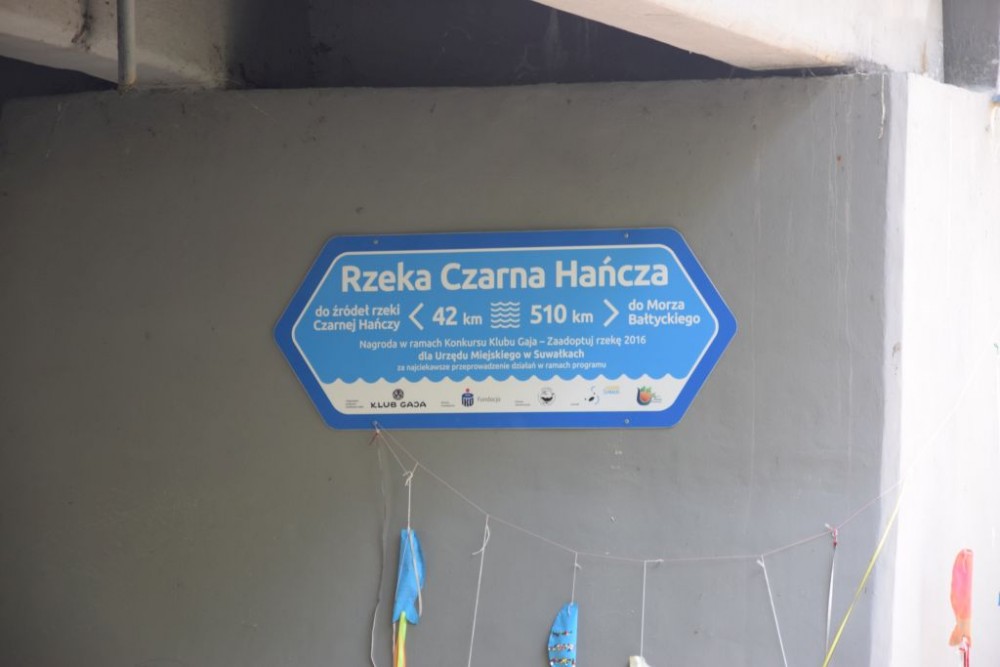 Rzeka Czarna Hańcza
do źródeł rzeki
Czarnej Hańczy
< 42 km
510 km >
do Morza
Bałtyckiego
Nagroda w ramach Konkursu Klubu Gaja – Zaadoptuj rzekę 2016
dla Urzędu Miejskiego w Suwałkach
za najciekawsze przeprowadzenie działań w ramach programu
KLUB GAJA
Fundacja